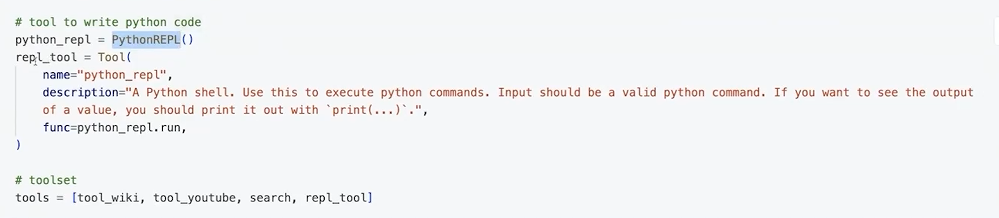 # tool to write python code
python_repl = PythonREPL()
repl_tool = Tool(
    name="python_repl",
    description="A Python shell. Use this to execute python commands. Input should be a valid python command. If you want to see the output
    of a value, you should print it out with `print(...)`.",
    func=python_repl.run,
)
# toolset
tools = [tool_wiki, tool_youtube, search, repl_tool]